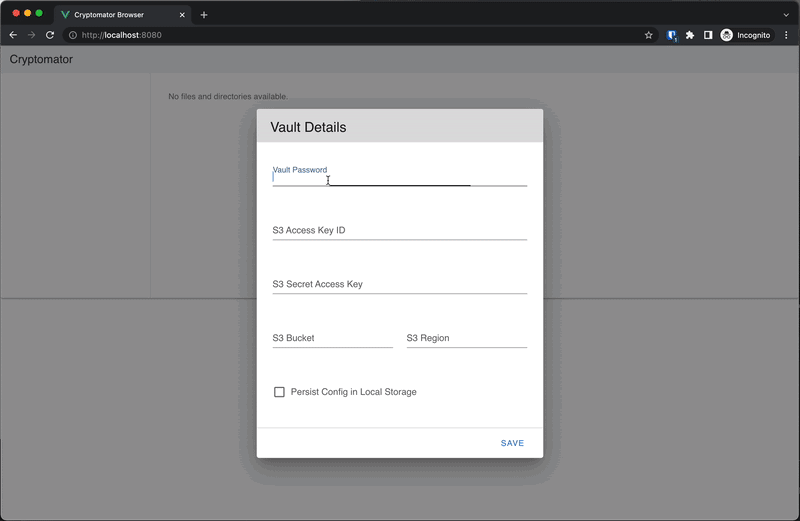 Cryptomator Browser
http://localhost:8080
1
Incognito
Cryptomator
No files and directories available.
Vault Details
Vault Password
S3 Access Key ID
S3 Secret Access Key
S3 Bucket
S3 Region
Persist Config in Local Storage
SAVE